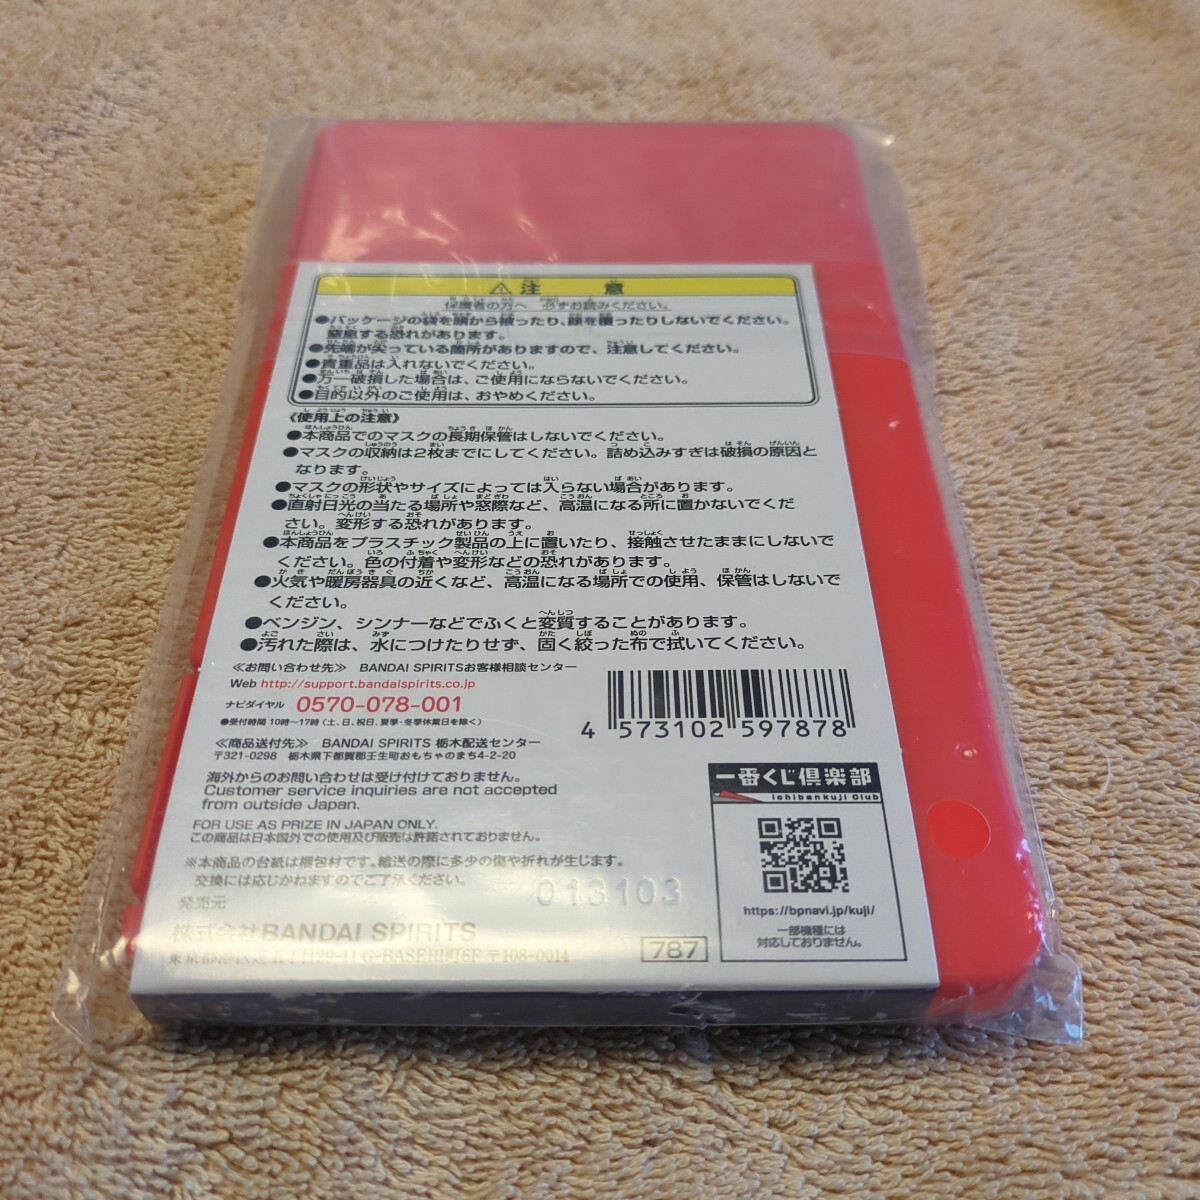 ⚠注 意
保護者の方へ 必ずお読みください。
●パッケージの袋を頭から被ったり、顔を覆ったりしないでください。
窒息する恐れがあります。
●先端が尖っている箇所がありますので、注意してください。
●貴重品は入れないでください。
●万一破損した場合は、ご使用にならないでください。
●目的以外のご使用は、おやめください。
《使用上の注意》
●本商品でのマスクの長期保管はしないでください。
●マスクの収納は2枚までにしてください。詰め込みすぎは破損の原因と
なります。
●マスクの形状やサイズによっては入らない場合があります。
●直射日光の当たる場所や窓際など、高温になる所に置かないでくだ
さい。変形する恐れがあります。
●本商品をプラスチック製品の上に置いたり、接触させたままにしないで
ください。色の付着や変形などの恐れがあります。
●火気や暖房器具の近くなど、高温になる場所での使用、保管はしないで
ください。
●ベンジン、シンナーなどでふくと変質することがあります。
●汚れた際は、水につけたりせず、固く絞った布で拭いてください。
≪お問い合わせ先≫ BANDAI SPIRITSお客様相談センター
Web http://support.bandaispirits.co.jp
ナビダイヤル 0570-078-001
●受付時間 10時〜17時(土、日、祝日、夏季・冬季休業日を除く)
≪商品送付先≫ BANDAI SPIRITS 栃木配送センター
〒321-0298 栃木県下都賀郡壬生町おもちゃのまち4-2-20
海外からのお問い合わせは受け付けておりません。
Customer service inquiries are not accepted
from outside Japan.
FOR USE AS PRIZE IN JAPAN ONLY.
この商品は日本国外での使用及び販売は許諾されておりません。
※本商品の台紙は梱包材です。輸送の際に多少の傷や折れが生じます。
交換には応じかねますのでご了承ください。
013103
発売元
株式会社BANDAI SPIRITS
787
4 573102 597878
一番くじ倶楽部
ichibankuji Club
https://bpnavi.jp/kuji/
一部機種には
対応しておりません。